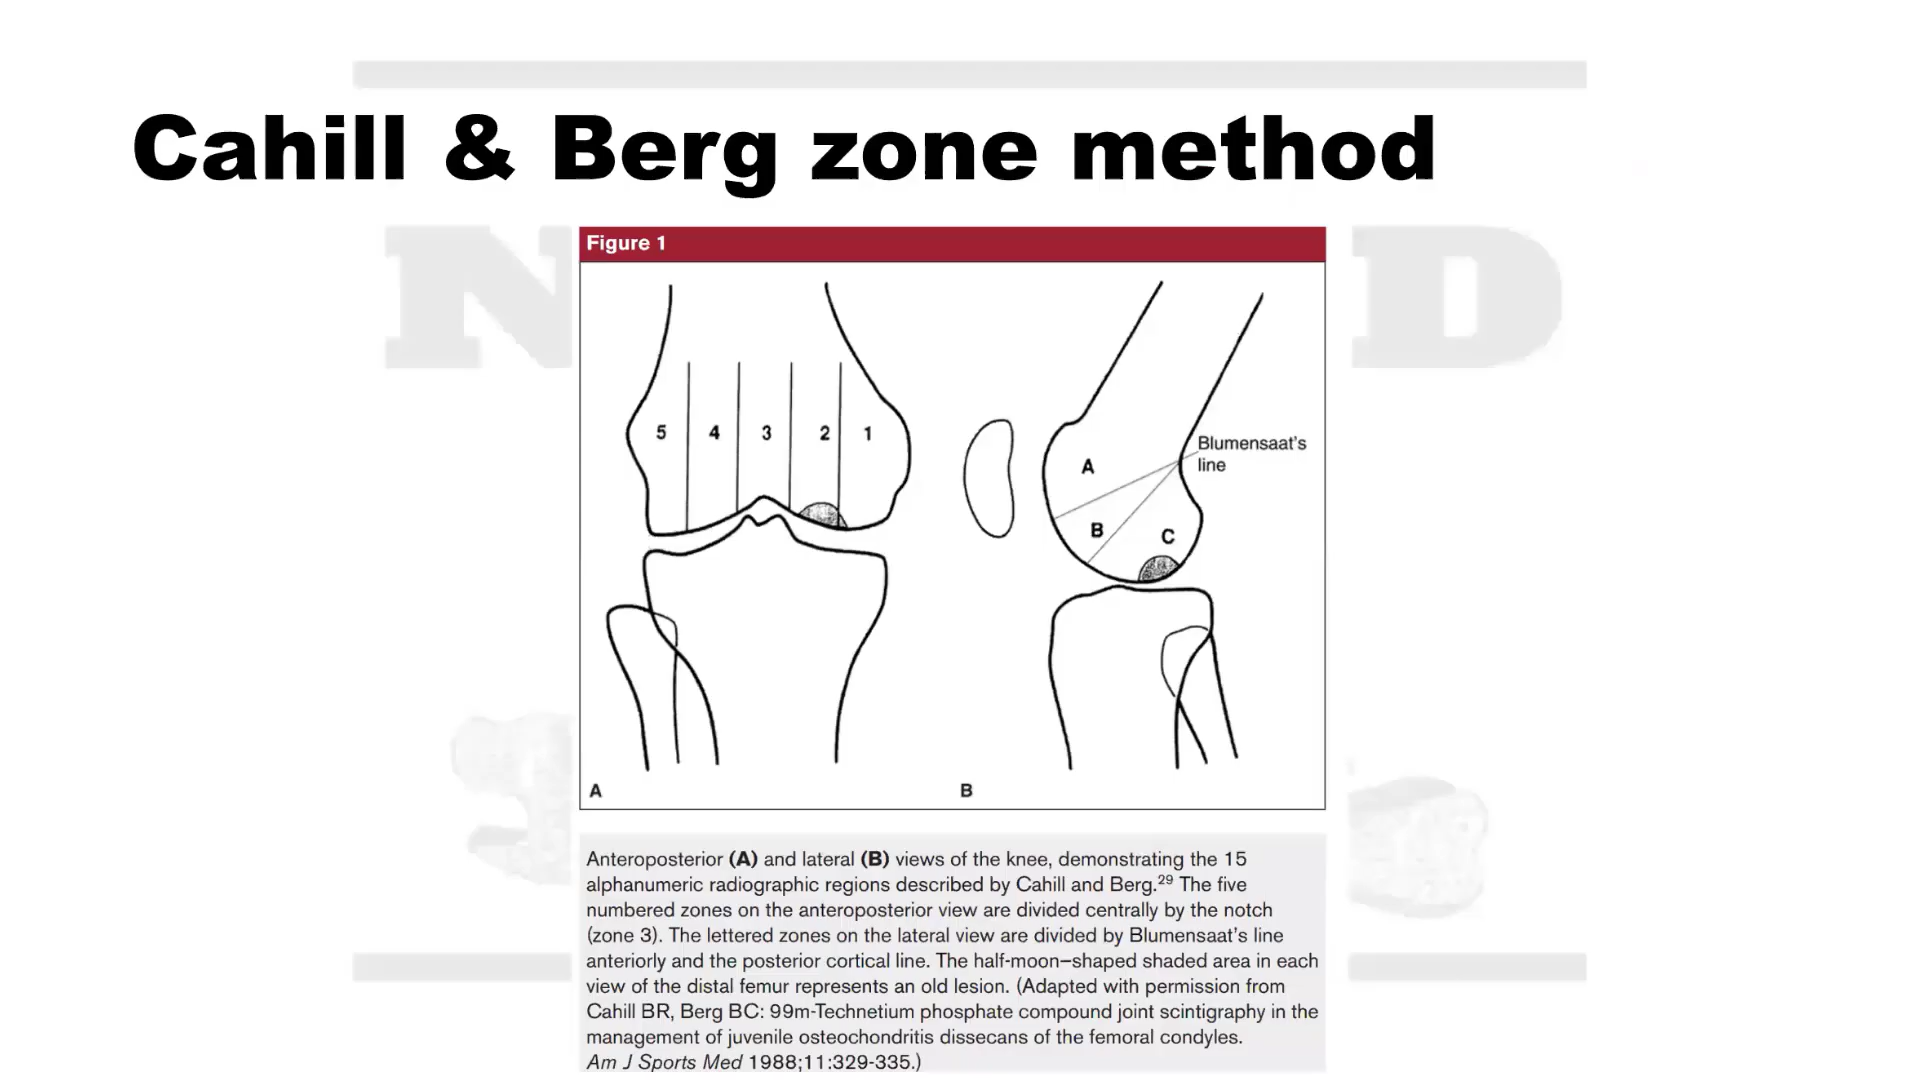 Cahill & Berg zone method
N D
Figure 1
5 4 3 2 1
A
B
C
Blumensaat's
line
A
B
Anteroposterior (A) and lateral (B) views of the knee, demonstrating the 15
alphanumeric radiographic regions described by Cahill and Berg.29 The five
numbered zones on the anteroposterior view are divided centrally by the notch
(zone 3). The lettered zones on the lateral view are divided by Blumensaat's line
anteriorly and the posterior cortical line. The half-moon–shaped shaded area in each
view of the distal femur represents an old lesion. (Adapted with permission from
Cahill BR, Berg BC: 99m-Technetium phosphate compound joint scintigraphy in the
management of juvenile osteochondritis dissecans of the femoral condyles.
Am J Sports Med 1988;11:329-335.)